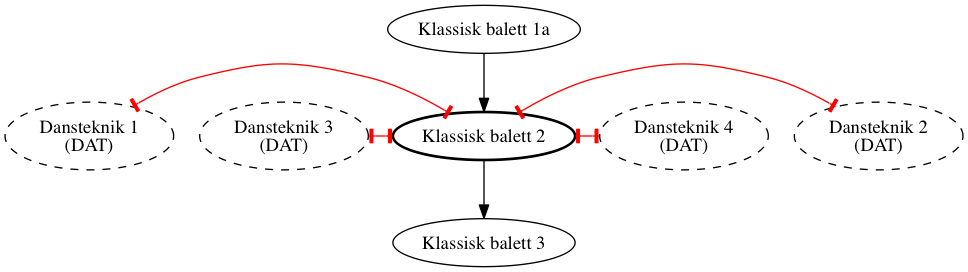 Klassisk balett 1a
Dansteknik 1
(DAT)
Dansteknik 3
(DAT)
Klassisk balett 2
Dansteknik 4
(DAT)
Dansteknik 2
(DAT)
Klassisk balett 3